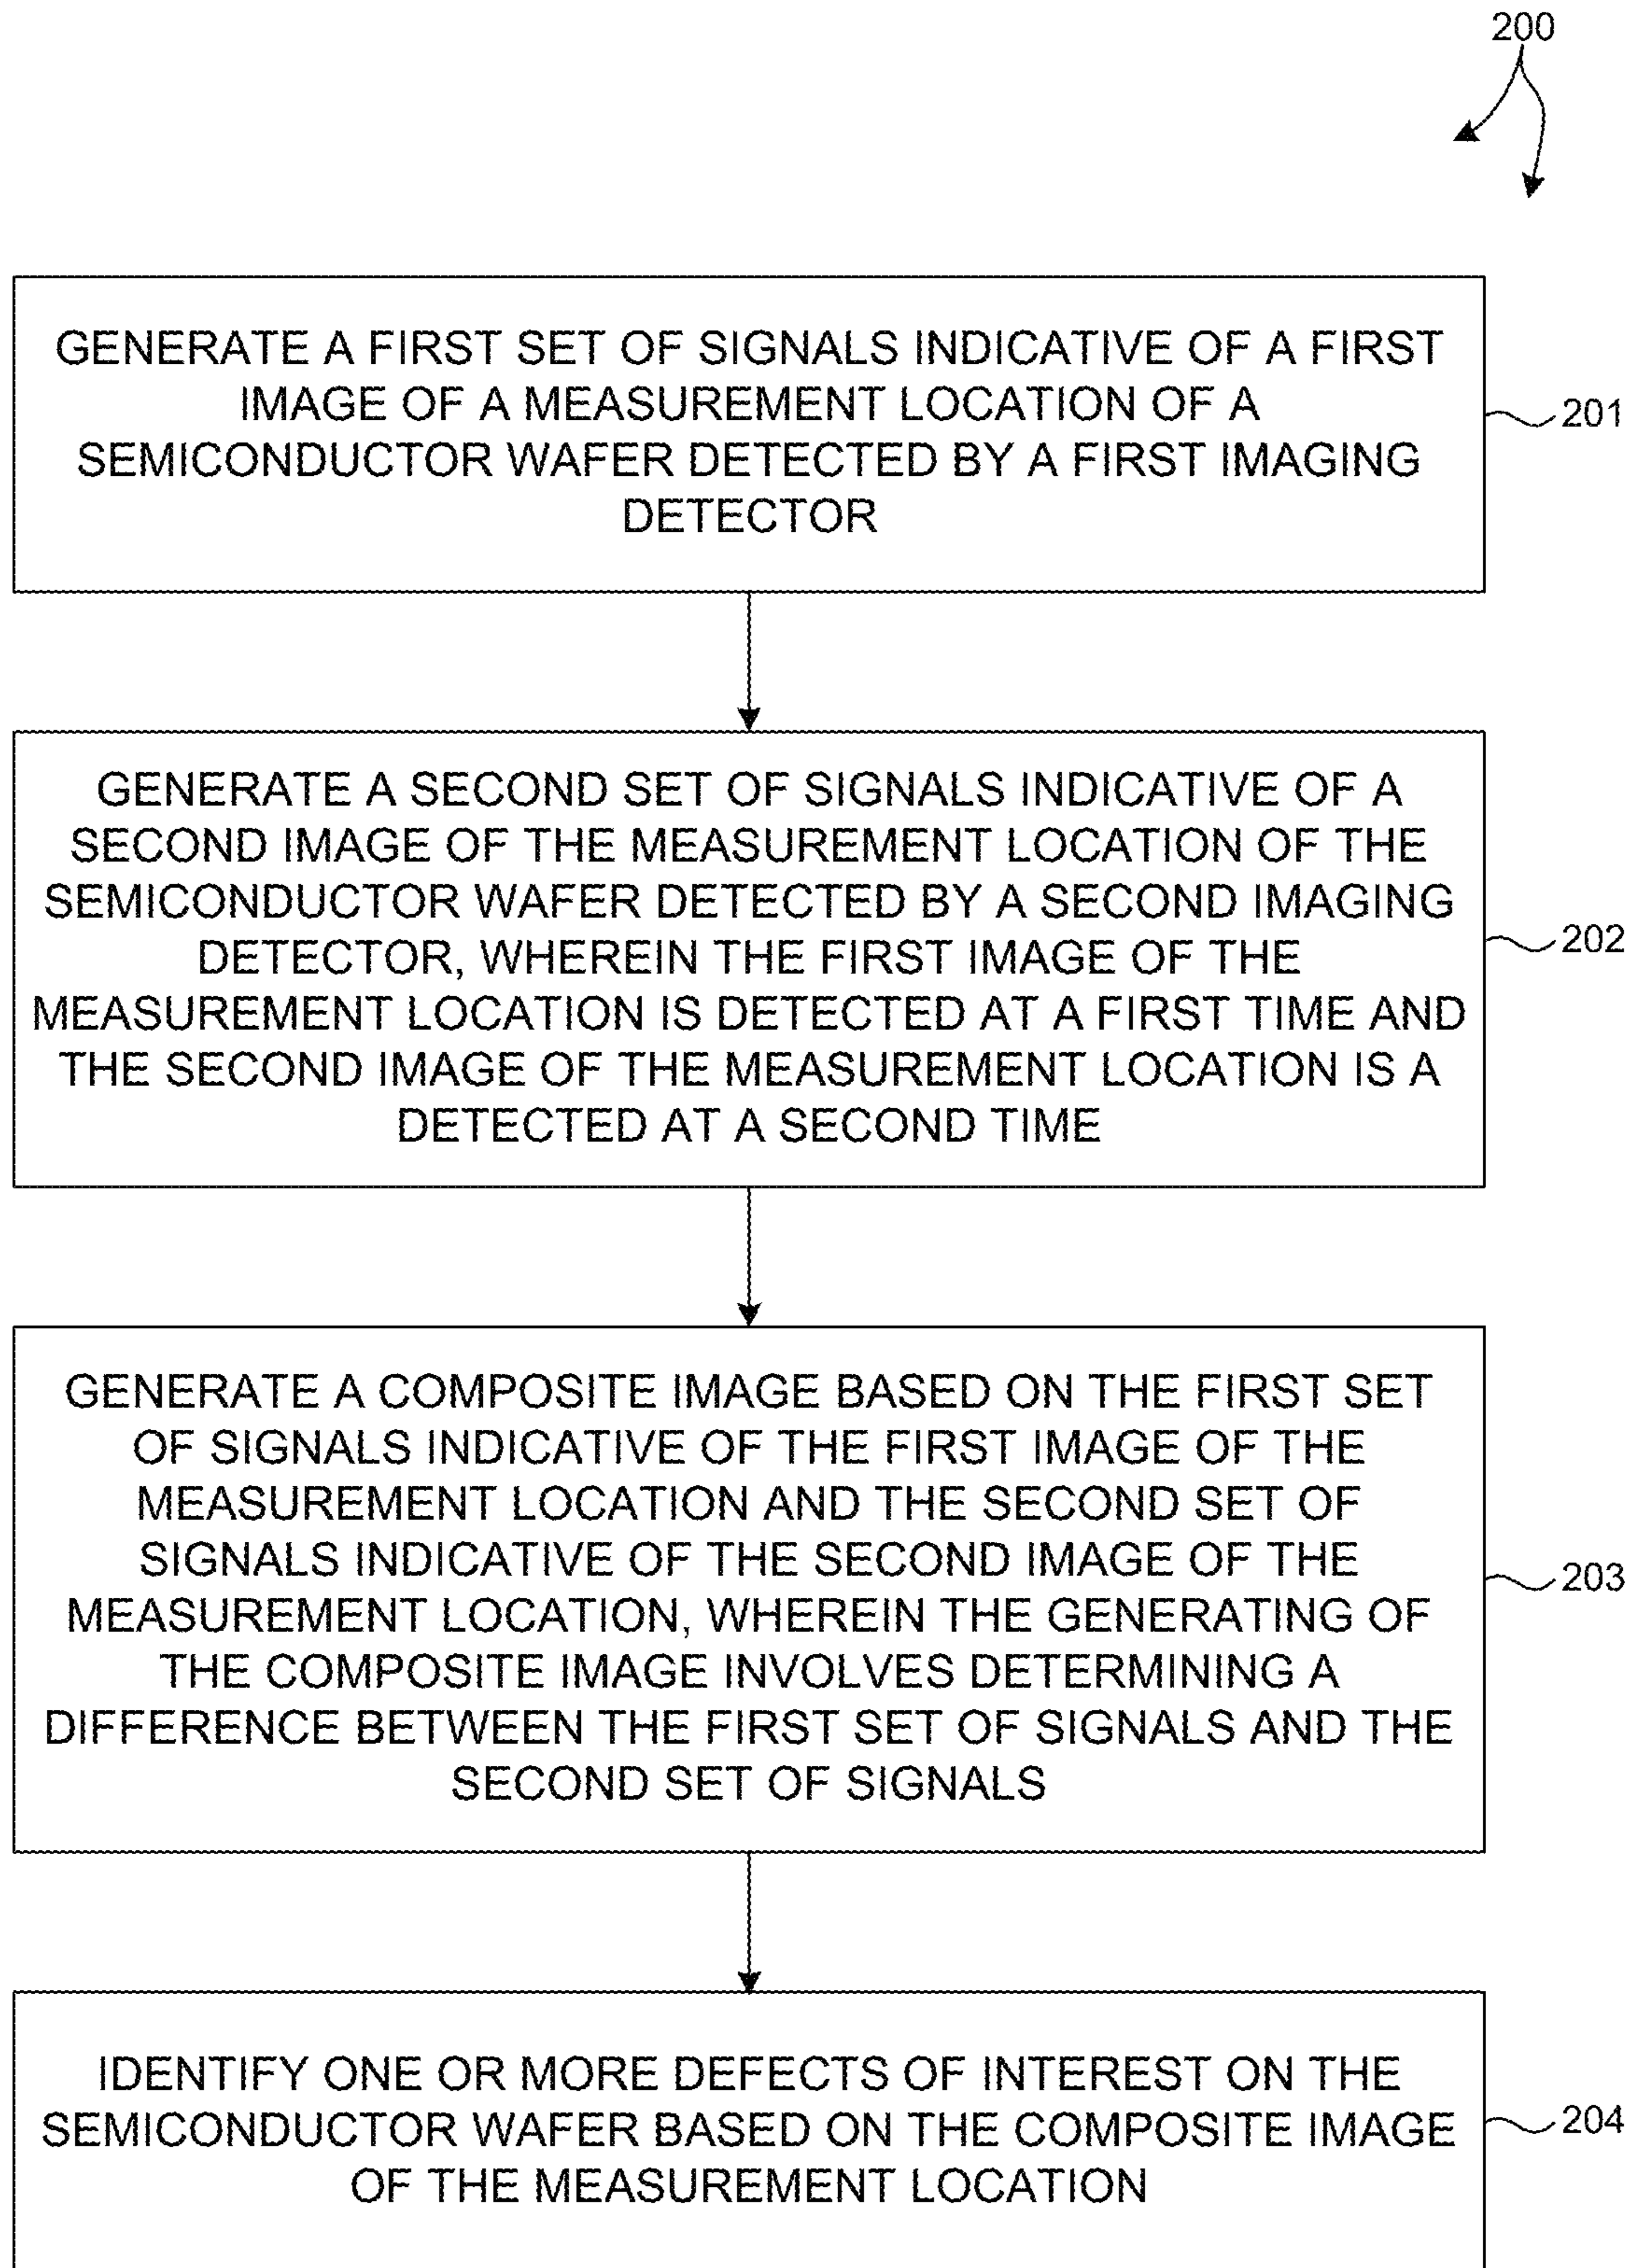 200
GENERATE A FIRST SET OF SIGNALS INDICATIVE OF A FIRST
IMAGE OF A MEASUREMENT LOCATION OF A
SEMICONDUCTOR WAFER DETECTED BY A FIRST IMAGING
DETECTOR
201
GENERATE A SECOND SET OF SIGNALS INDICATIVE OF A
SECOND IMAGE OF THE MEASUREMENT LOCATION OF THE
SEMICONDUCTOR WAFER DETECTED BY A SECOND IMAGING
DETECTOR, WHEREIN THE FIRST IMAGE OF THE
MEASUREMENT LOCATION IS DETECTED AT A FIRST TIME AND
THE SECOND IMAGE OF THE MEASUREMENT LOCATION IS A
DETECTED AT A SECOND TIME
202
GENERATE A COMPOSITE IMAGE BASED ON THE FIRST SET
OF SIGNALS INDICATIVE OF THE FIRST IMAGE OF THE
MEASUREMENT LOCATION AND THE SECOND SET OF
SIGNALS INDICATIVE OF THE SECOND IMAGE OF THE
MEASUREMENT LOCATION, WHEREIN THE GENERATING OF
THE COMPOSITE IMAGE INVOLVES DETERMINING A
DIFFERENCE BETWEEN THE FIRST SET OF SIGNALS AND THE
SECOND SET OF SIGNALS
203
IDENTIFY ONE OR MORE DEFECTS OF INTEREST ON THE
SEMICONDUCTOR WAFER BASED ON THE COMPOSITE IMAGE
OF THE MEASUREMENT LOCATION
204